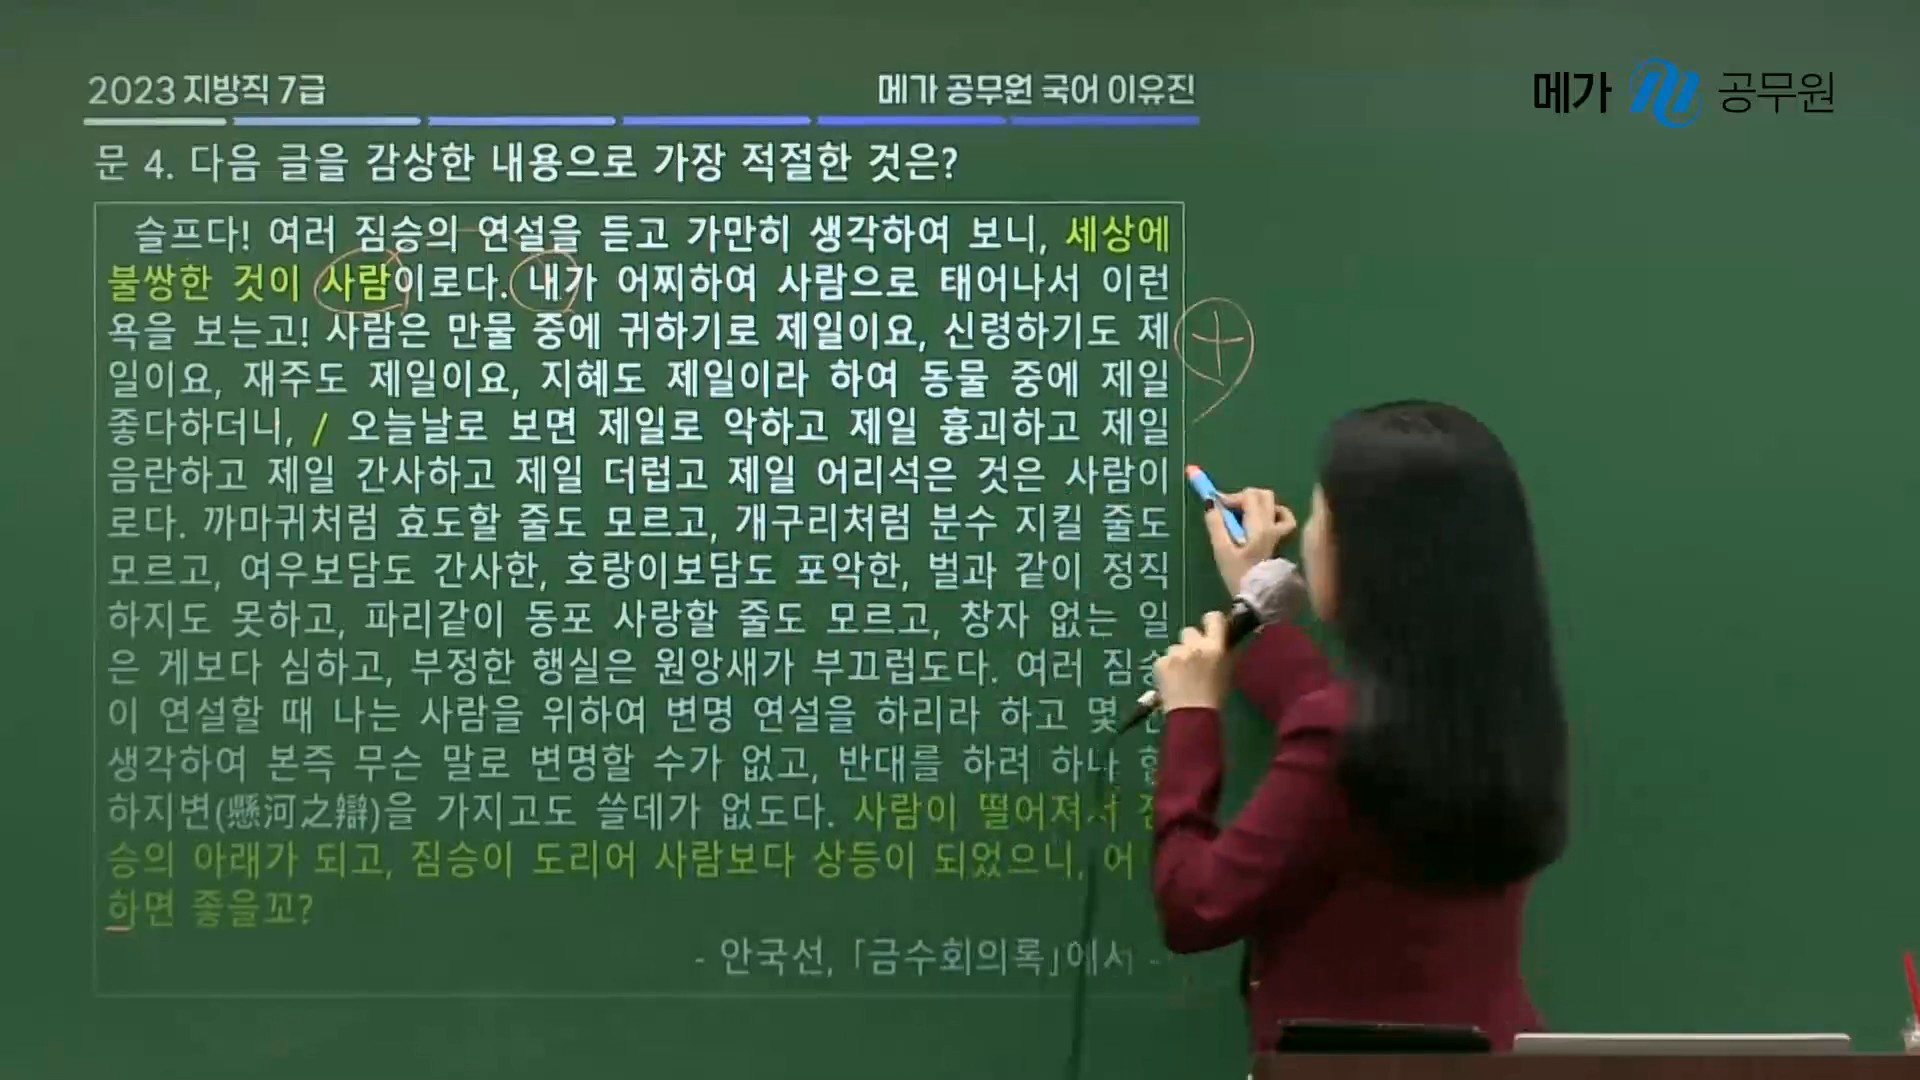 2023 지방직 7급
메가 공무원 국어 이유진
메가 공무원
문 4. 다음 글을 감상한 내용으로 가장 적절한 것은?
슬프다! 여러 짐승의 연설을 듣고 가만히 생각하여 보니, 세상에
불쌍한 것이 사람이로다. 내가 어찌하여 사람으로 태어나서 이런
욕을 보는고! 사람은 만물 중에 귀하기로 제일이요, 신령하기도 제
일이요, 재주도 제일이요, 지혜도 제일이라 하여 동물 중에 제일
좋다하더니, / 오늘날로 보면 제일로 악하고 제일 흉괴하고 제일
음란하고 제일 간사하고 제일 더럽고 제일 어리석은 것은 사람이
로다. 까마귀처럼 효도할 줄도 모르고, 개구리처럼 분수 지킬 줄도
모르고, 여우보담도 간사한, 호랑이보담도 포악한, 벌과 같이 정직
하지도 못하고, 파리같이 동포 사랑할 줄도 모르고, 창자 없는 일
은 게보다 심하고, 부정한 행실은 원앙새가 부끄럽도다. 여러
이 연설할 때 나는 사람을 위하여 변명 연설을 하리라 하고 몇
생각하여 본즉 무슨 말로 변명할 수가 없고, 반대를 하려 하나
하지변(懸河之辯)을 가지고도 쓸데가 없도다. 사람이 떨어져서
승의 아래가 되고, 짐승이 도리어 사람보다 상등이 되었으니,
하면 좋을꼬?
- 안국선, 「금수회의록」에서 -